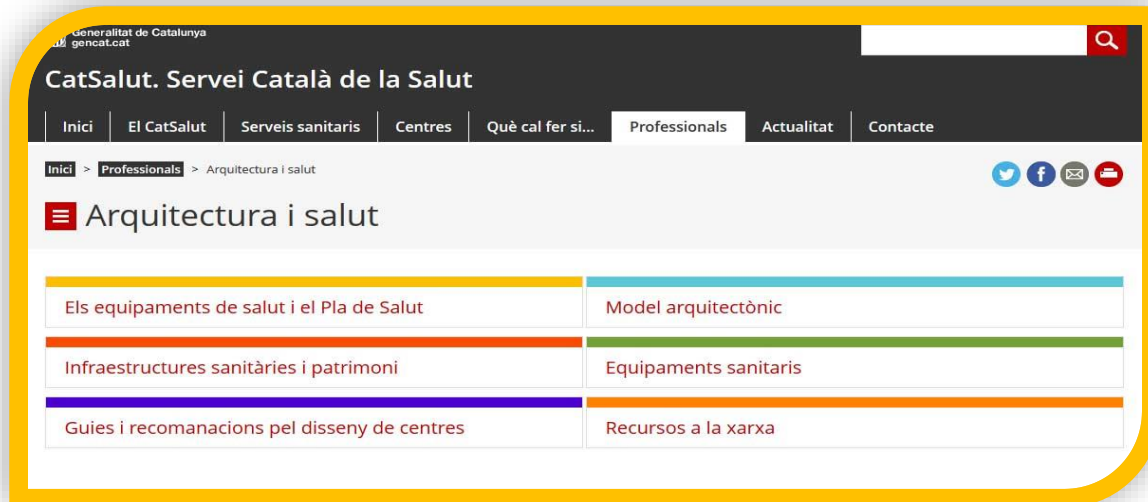 Generalitat de Catalunya
gencat.cat
CatSalut. Servei Català de la Salut
Inici El CatSalut Serveis sanitaris Centres Què cal fer si... Professionals Actualitat Contacte
Inici > Professionals > Arquitectura i salut
Arquitectura i salut
Els equipaments de salut i el Pla de Salut
Model arquitectònic
Infraestructures sanitàries i patrimoni
Equipaments sanitaris
Guies i recomanacions pel disseny de centres
Recursos a la xarxa